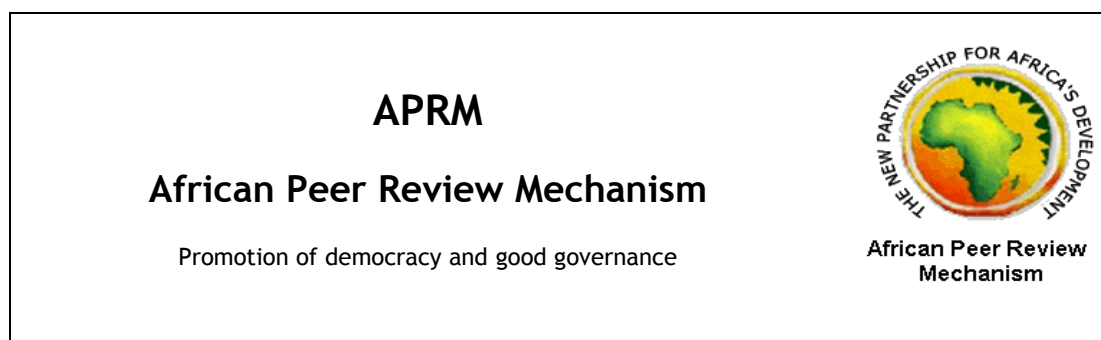 APRM
African Peer Review Mechanism
Promotion of democracy and good governance
THE NEW PARTNERSHIP FOR AFRICA'S DEVELOPMENT
African Peer Review
Mechanism